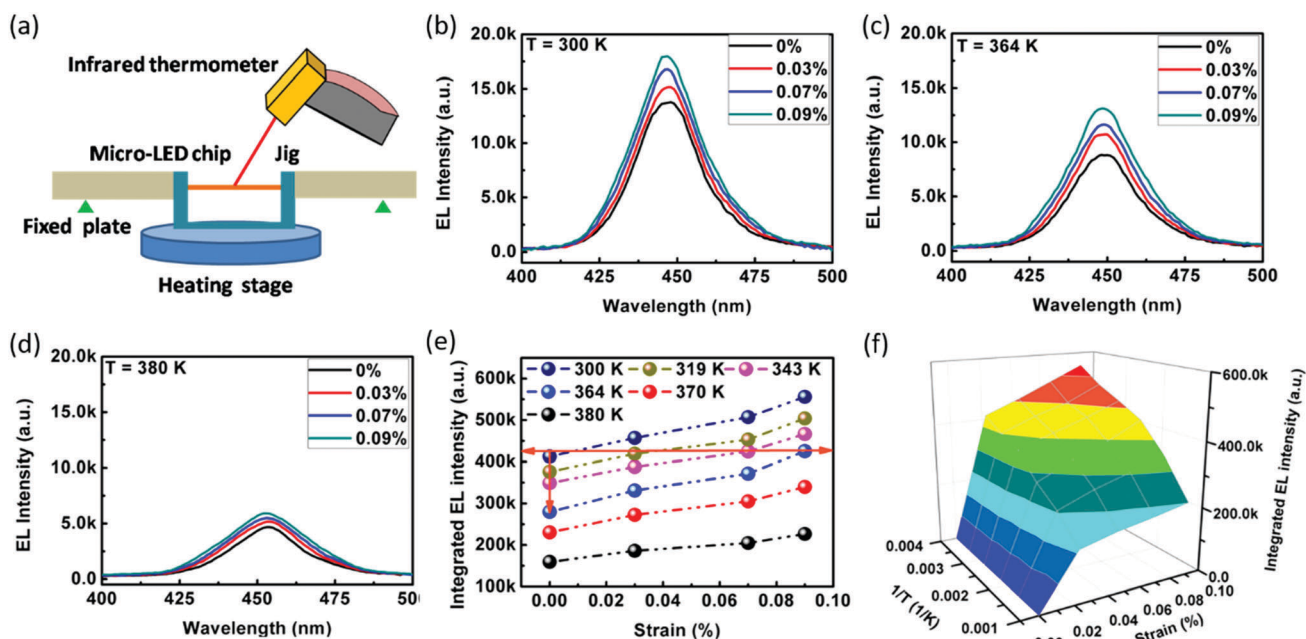 (a)
Infrared thermometer
Micro-LED chip
Jig
Fixed plate
Heating stage
(b)
T = 300 K
0%
0.03%
0.07%
0.09%
20.0k
15.0k
10.0k
5.0k
0.0
EL Intensity (a.u.)
400 425 450 475 500
Wavelength (nm)
(c)
T = 364 K
0%
0.03%
0.07%
0.09%
20.0k
15.0k
10.0k
5.0k
0.0
EL Intensity (a.u.)
400 425 450 475 500
Wavelength (nm)
(d)
T = 380 K
0%
0.03%
0.07%
0.09%
20.0k
15.0k
10.0k
5.0k
0.0
EL Intensity (a.u.)
400 425 450 475
Wavelength (nm)
(e)
300 K 319 K 343 K
364 K 370 K
380 K
600k
500k
400k
300k
200k
100k
Integrated EL intensity (a.u.)
0.00 0.02 0.04 0.06 0.08 0.10
Strain (%)
(f)
600.0k
400.0k
200.0k
0.0
Integrated EL intensity (a.u.)
0.004
0.003
0.002
0.001
1/T (1/K)
0.02 0.04 0.06 0.08 0.10
Strain (%)